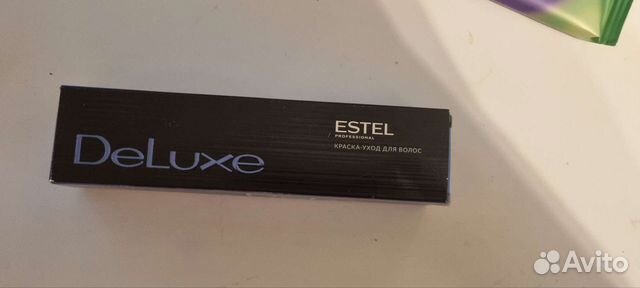 DeLuxe
ESTEL
PROFESSIONAL
КРАСКА-УХОД ДЛЯ ВОЛОС
Avito